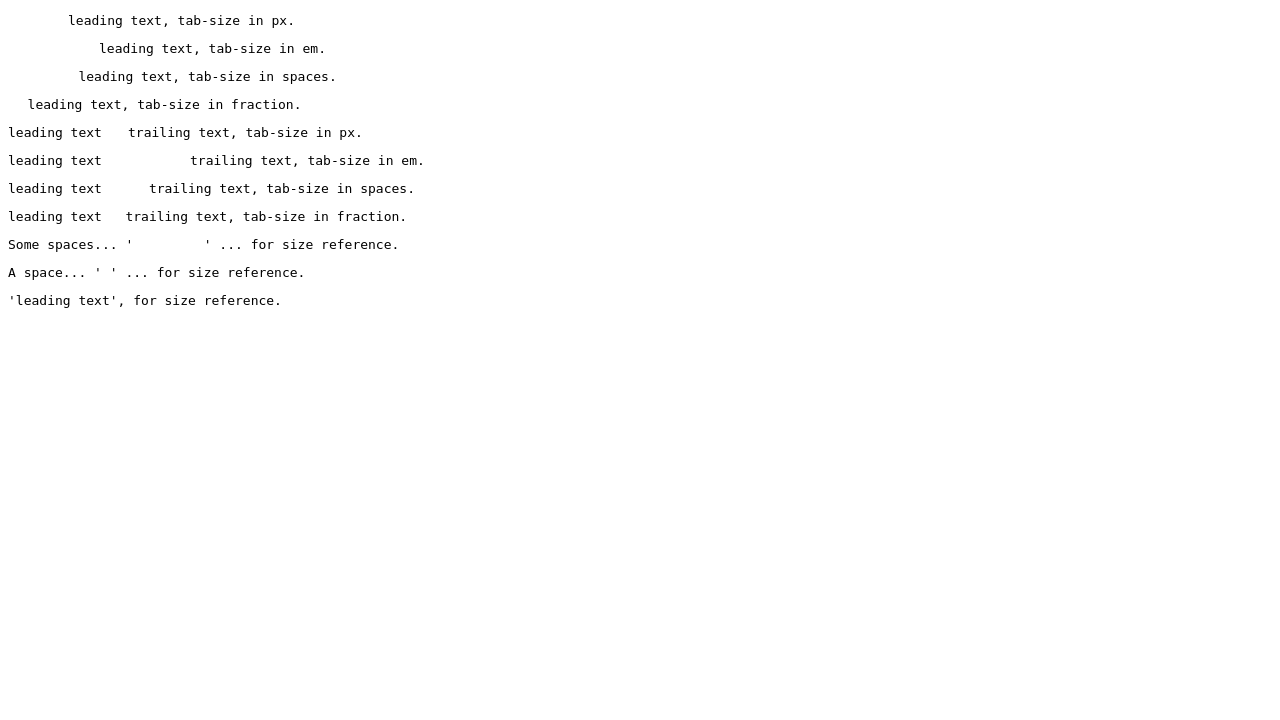 leading text, tab-size in px.
leading text, tab-size in em.
leading text, tab-size in spaces.
leading text, tab-size in fraction.
leading text   trailing text, tab-size in px.
leading text           trailing text, tab-size in em.
leading text      trailing text, tab-size in spaces.
leading text   trailing text, tab-size in fraction.
Some spaces... '         ' ... for size reference.
A space... ' ' ... for size reference.
'leading text', for size reference.